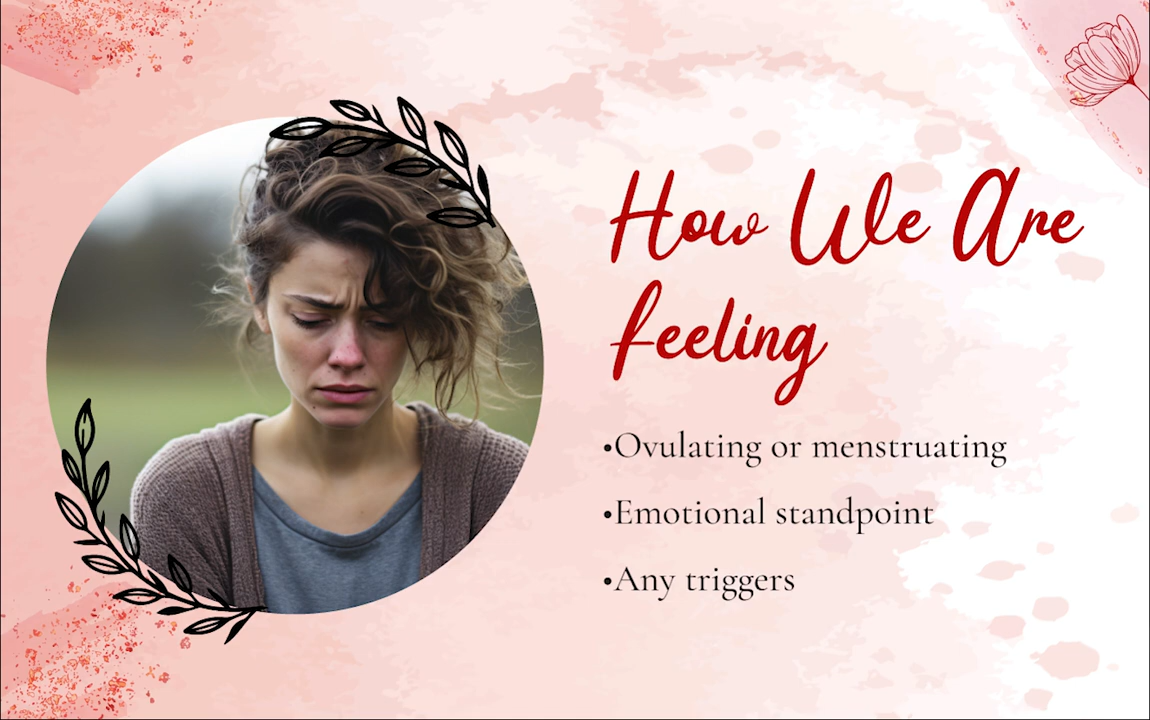 How We Are
feeling
•Ovulating or menstruating
•Emotional standpoint
•Any triggers